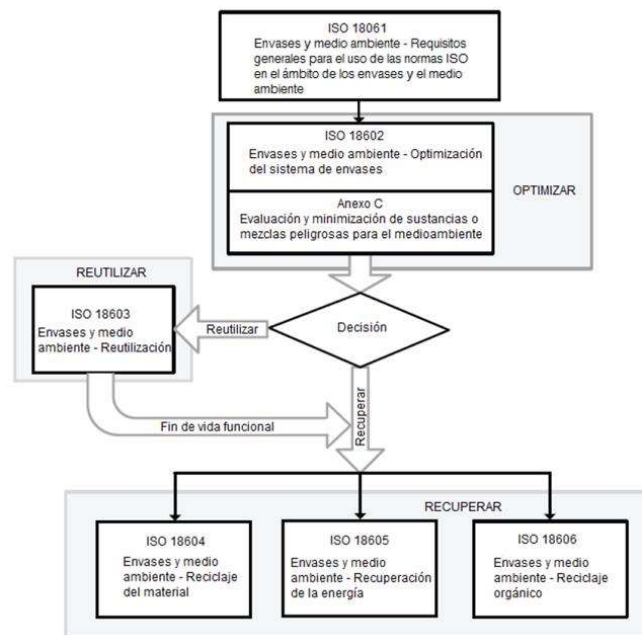 ISO 18061
Envases y medio ambiente - Requisitos
generales para el uso de las normas ISO
en el ámbito de los envases y el medio
ambiente
ISO 18602
Envases y medio ambiente - Optimización
del sistema de envases
Anexo C
Evaluación y minimización de sustancias o
mezclas peligrosas para el medioambiente
OPTIMIZAR
REUTILIZAR
ISO 18603
Envases y medio
ambiente - Reutilización
Reutilizar
Decisión
Fin de vida funcional
Recuperar
RECUPERAR
ISO 18604
Envases y medio
ambiente - Reciclaje
del material
ISO 18605
Envases y medio
ambiente - Recuperación
de la energía
ISO 18606
Envases y medio
ambiente - Reciclaje
orgánico